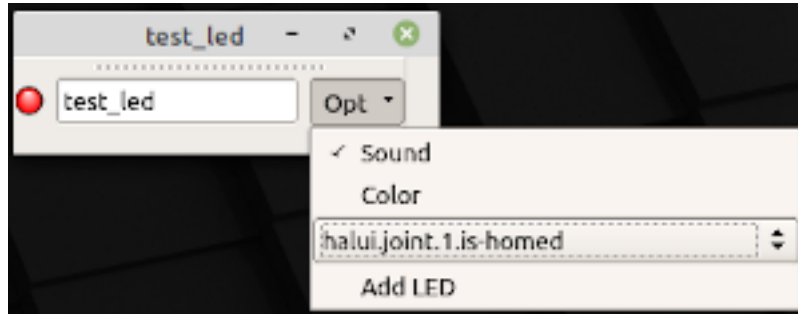 test_led
test_led Opt
Sound
Color
halui.joint.1.is-homed
Add LED